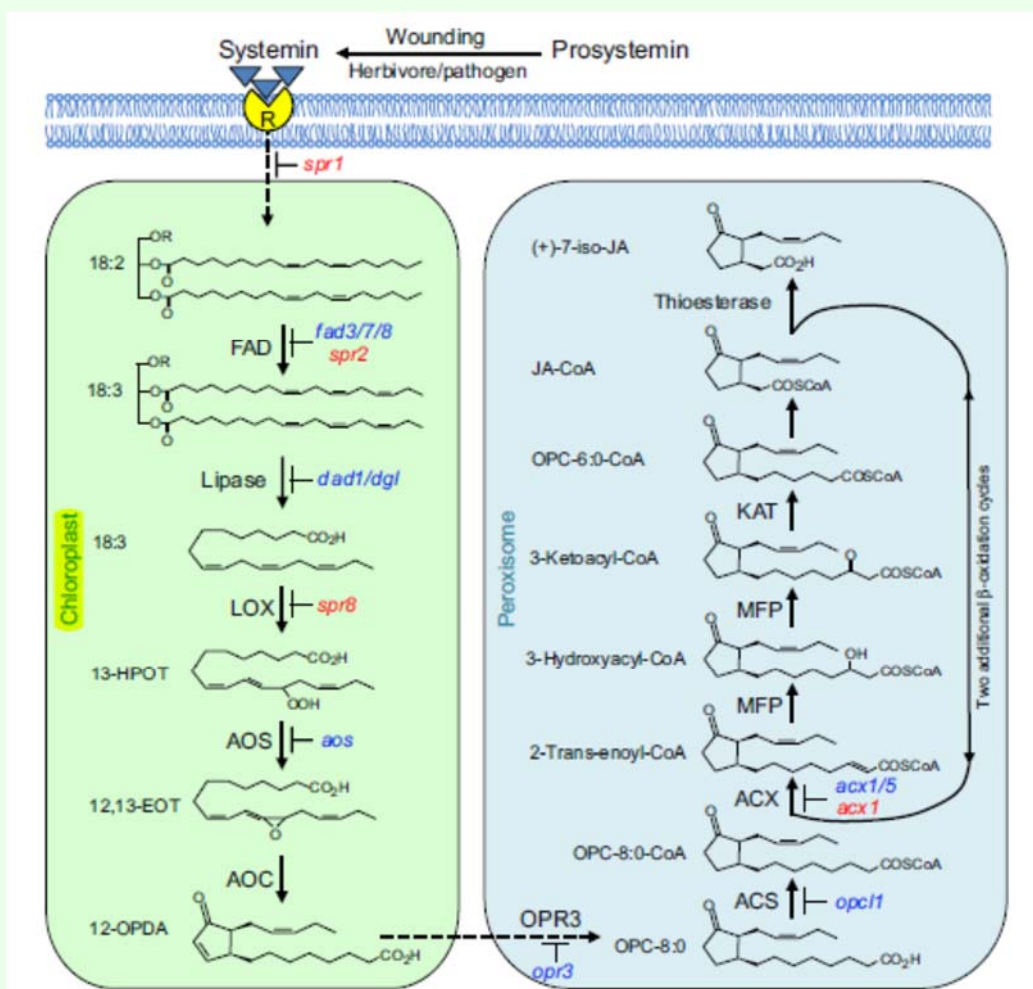 Systemin
Wounding
Prosystemin
Herbivore/pathogen
R
spr1
Chloroplast
18:2
OR
O
O
O
O
FAD
fad3/7/8
spr2
18:3
OR
O
O
O
O
Lipase
dad1/dgl
18:3
CO₂H
LOX
spr8
13-HPOT
CO₂H
OOH
AOS
aos
12,13-EOT
CO₂H
O
AOC
12-OPDA
O
CO₂H
OPR3
opr3
Peroxisome
(+)-7-iso-JA
O
CO₂H
Thioesterase
JA-CoA
O
COSCoA
OPC-6:0-CoA
O
COSCoA
KAT
3-Ketoacyl-CoA
O
O
COSCoA
MFP
3-Hydroxyacyl-CoA
O
OH
COSCoA
MFP
2-Trans-enoyl-CoA
O
COSCoA
ACX
acx1/5
acx1
OPC-8:0-CoA
O
COSCoA
ACS
opcl1
OPC-8:0
O
CO₂H
Two additional β-oxidation cycles